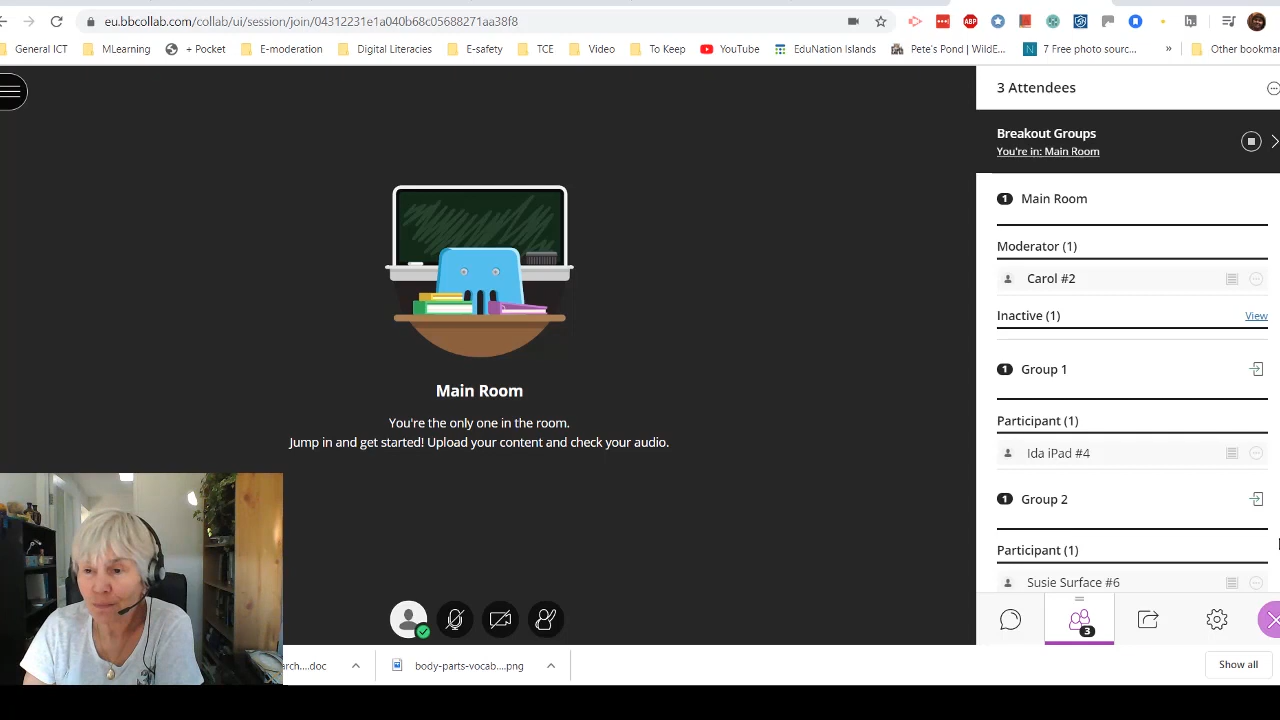 eu.bbcollab.com/collab/ui/session/join/04312231e1a040b68c05688271aa38f8
ABP
h.
General ICT
MLearning
+ Pocket
E-moderation
Digital Literacies
E-safety
TCE
Video
To Keep
YouTube
EduNation Islands
Pete's Pond | WildE...
N
7 Free photo sourc...
»
Other bookma
3 Attendees
Breakout Groups
You're in: Main Room
1 Main Room
Moderator (1)
Carol #2
Inactive (1)
View
1 Group 1
Participant (1)
Ida iPad #4
1 Group 2
Participant (1)
Susie Surface #6
Main Room
You're the only one in the room.
Jump in and get started! Upload your content and check your audio.
3
arch....doc
body-parts-vocab....png
Show all